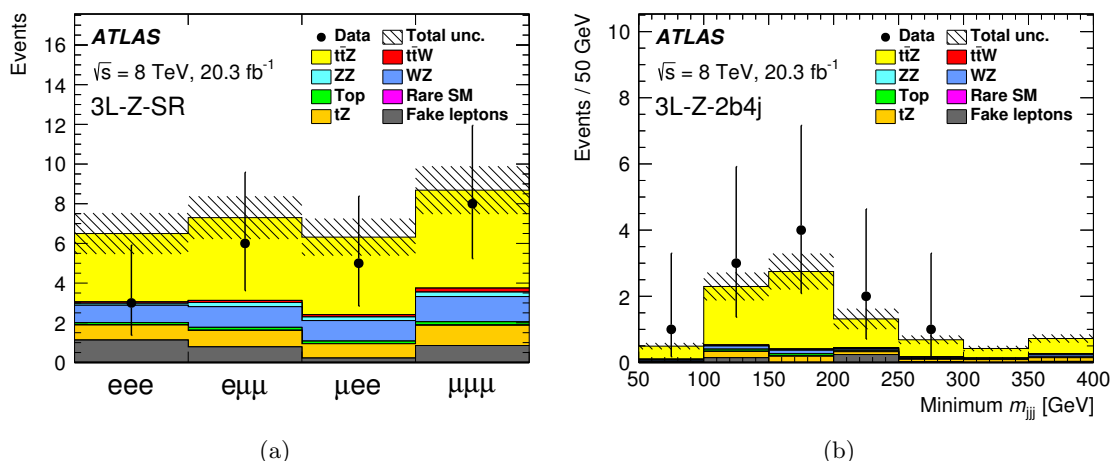 Events
16
14
12
10
8
6
4
2
0
ATLAS
√s = 8 TeV, 20.3 fb⁻¹
3L-Z-SR
Data Total unc.
tt̄Z tt̄W
ZZ WZ
Top Rare SM
tZ Fake leptons
eee eμμ μee μμμ
(a)
Events / 50 GeV
10
8
6
4
2
0
ATLAS
√s = 8 TeV, 20.3 fb⁻¹
3L-Z-2b4j
Data Total unc.
tt̄Z tt̄W
ZZ WZ
Top Rare SM
tZ Fake leptons
50 100 150 200 250 300 350 400
Minimum mjjj [GeV]
(b)